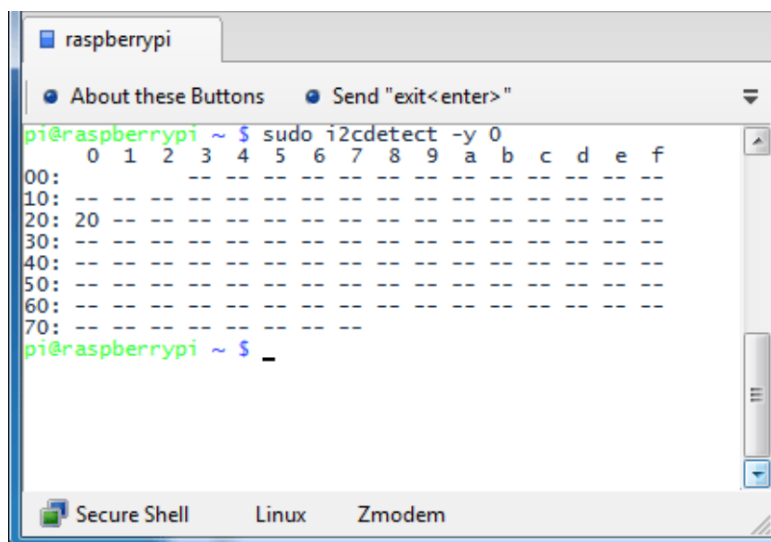 raspberrypi
About these Buttons Send "exit<enter>"
pi@raspberrypi ~ $ sudo i2cdetect -y 0
     0  1  2  3  4  5  6  7  8  9  a  b  c  d  e  f
00:          -- -- -- -- -- -- -- -- -- -- -- -- --
10: -- -- -- -- -- -- -- -- -- -- -- -- -- -- -- --
20: 20 -- -- -- -- -- -- -- -- -- -- -- -- -- -- --
30: -- -- -- -- -- -- -- -- -- -- -- -- -- -- -- --
40: -- -- -- -- -- -- -- -- -- -- -- -- -- -- -- --
50: -- -- -- -- -- -- -- -- -- -- -- -- -- -- -- --
60: -- -- -- -- -- -- -- -- -- -- -- -- -- -- -- --
70: -- -- -- -- -- -- -- --
pi@raspberrypi ~ $ _
Secure Shell Linux Zmodem